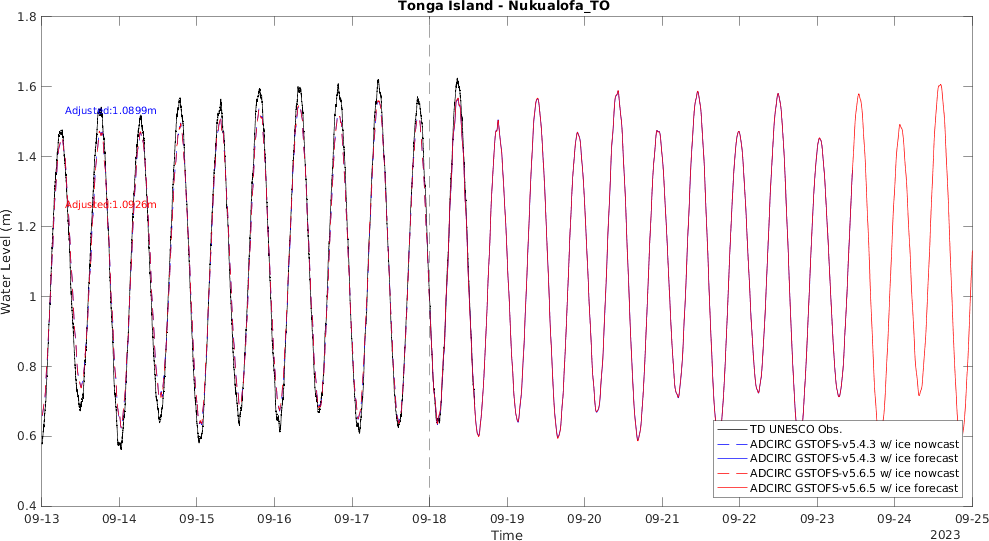 Tonga Island - Nukualofa_TO
1.8
1.6
1.4
1.2
1
0.8
0.6
0.4
Water Level (m)
Adjusted:1.0899m
Adjusted:1.0926m
TD UNESCO Obs.
ADCIRC GSTOFS-v5.4.3 w/ ice nowcast
ADCIRC GSTOFS-v5.4.3 w/ ice forecast
ADCIRC GSTOFS-v5.6.5 w/ ice nowcast
ADCIRC GSTOFS-v5.6.5 w/ ice forecast
09-13 09-14 09-15 09-16 09-17 09-18 09-19 09-20 09-21 09-22 09-23 09-24 09-25
Time
2023